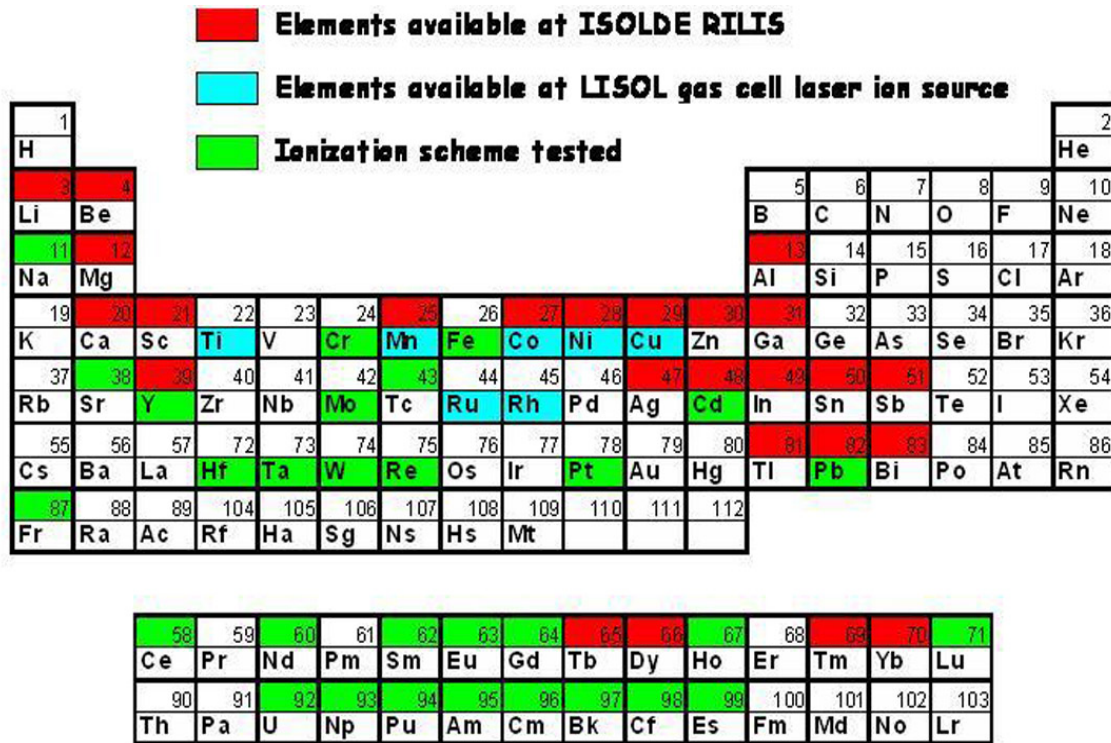 Elements available at ISOLDE RILIS
Elements available at LISOL gas cell laser ion source
Ionization scheme tested
1 2
H He
3 4 5 6 7 8 9 10
Li Be B C N O F Ne
11 12 13 14 15 16 17 18
Na Mg Al Si P S Cl Ar
19 20 21 22 23 24 25 26 27 28 29 30 31 32 33 34 35 36
K Ca Sc Ti V Cr Mn Fe Co Ni Cu Zn Ga Ge As Se Br Kr
37 38 39 40 41 42 43 44 45 46 47 48 49 50 51 52 53 54
Rb Sr Y Zr Nb Mo Tc Ru Rh Pd Ag Cd In Sn Sb Te I Xe
55 56 57 72 73 74 75 76 77 78 79 80 81 82 83 84 85 86
Cs Ba La Hf Ta W Re Os Ir Pt Au Hg Tl Pb Bi Po At Rn
87 88 89 104 105 106 107 108 109 110 111 112
Fr Ra Ac Rf Ha Sg Ns Hs Mt
58 59 60 61 62 63 64 65 66 67 68 69 70 71
Ce Pr Nd Pm Sm Eu Gd Tb Dy Ho Er Tm Yb Lu
90 91 92 93 94 95 96 97 98 99 100 101 102 103
Th Pa U Np Pu Am Cm Bk Cf Es Fm Md No Lr